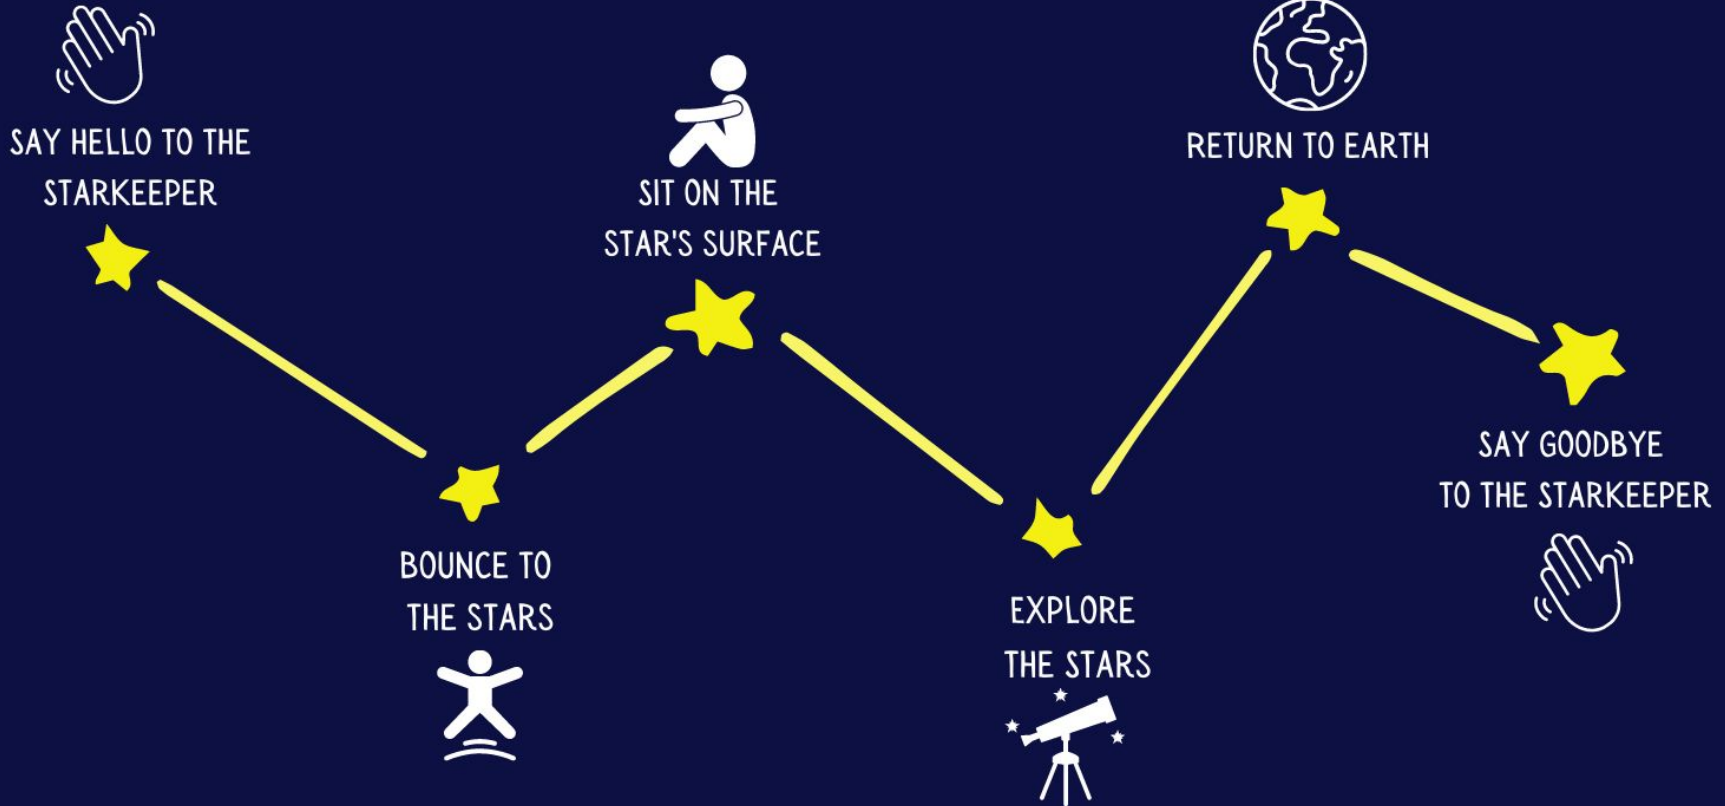 SAY HELLO TO THE
STARKEEPER
BOUNCE TO
THE STARS
SIT ON THE
STAR'S SURFACE
EXPLORE
THE STARS
RETURN TO EARTH
SAY GOODBYE
TO THE STARKEEPER